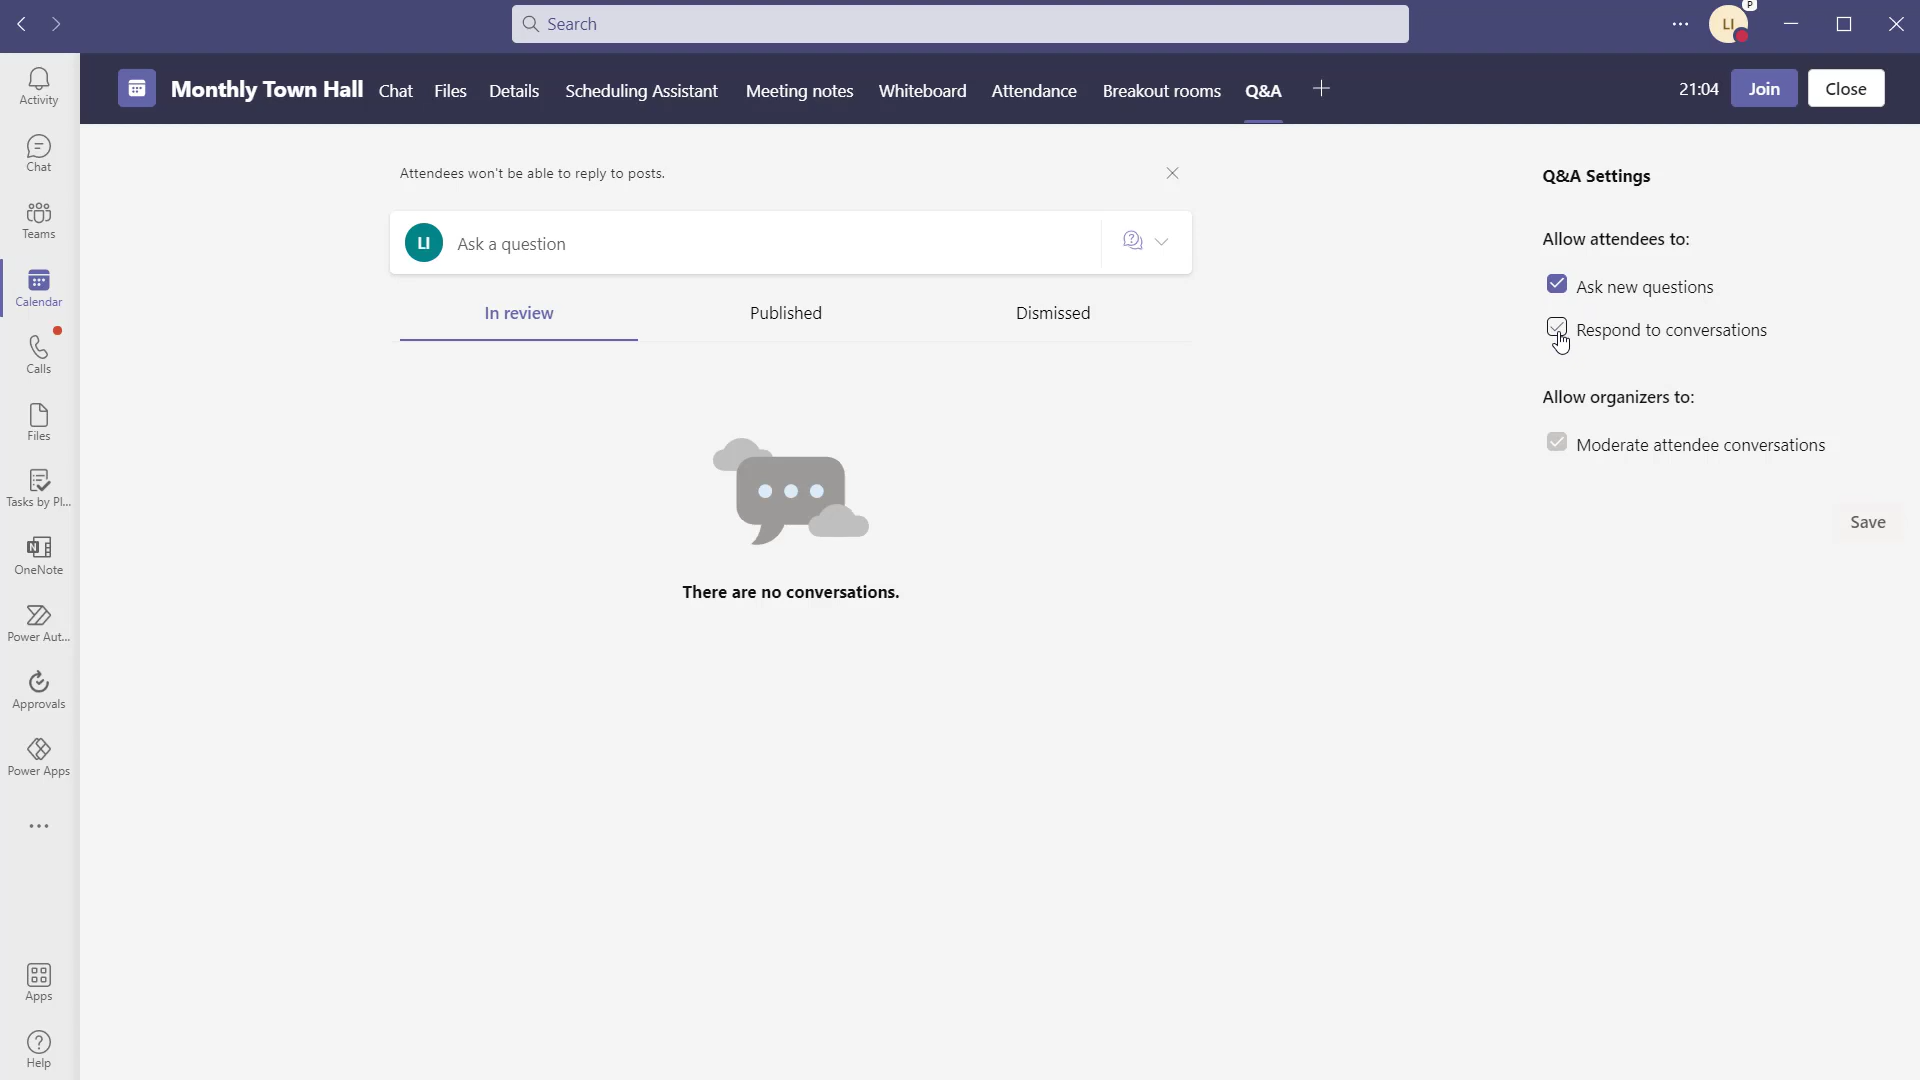 Search
LI
P
Monthly Town Hall
Chat
Files
Details
Scheduling Assistant
Meeting notes
Whiteboard
Attendance
Breakout rooms
Q&A
21:04
Join
Close
Activity
Chat
Teams
Calendar
Calls
Files
Tasks by Pl...
OneNote
Power Aut...
Approvals
Power Apps
Apps
Help
Attendees won't be able to reply to posts.
LI
Ask a question
In review
Published
Dismissed
There are no conversations.
Q&A Settings
Allow attendees to:
Ask new questions
Respond to conversations
Allow organizers to:
Moderate attendee conversations
Save